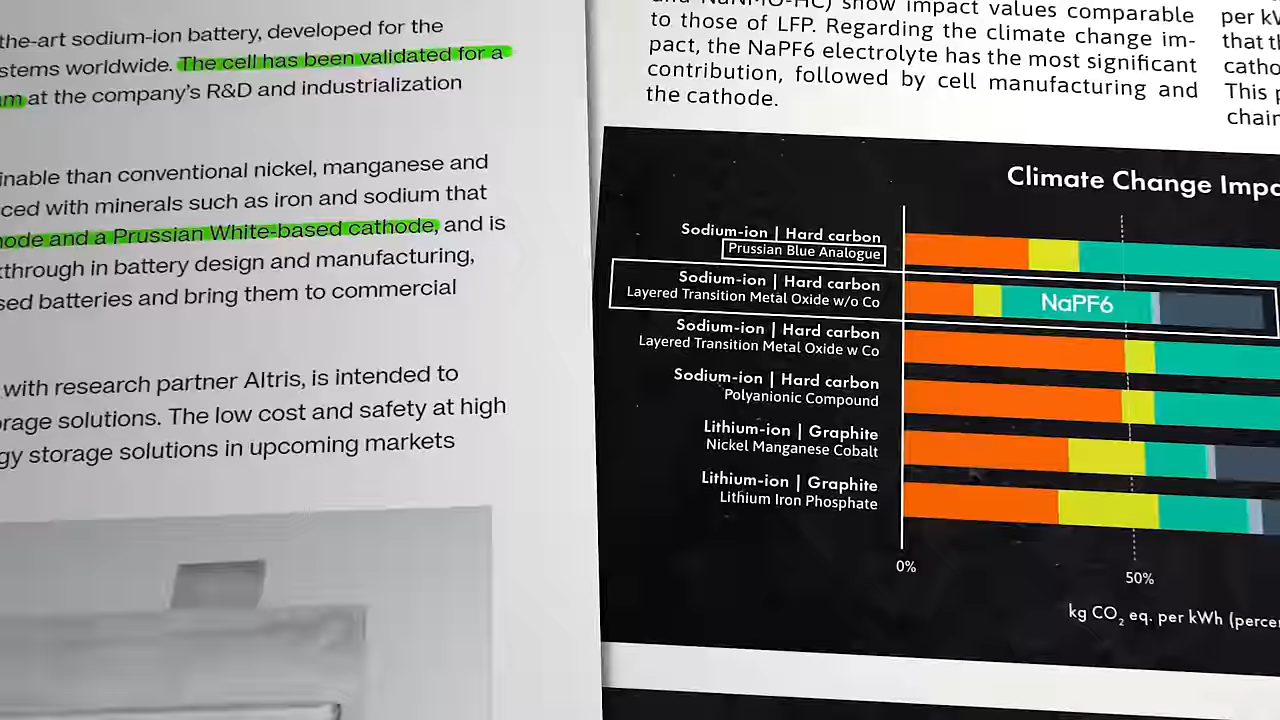 the-art sodium-ion battery, developed for the
stems worldwide. The cell has been validated for a
at the company's R&D and industrialization
inable than conventional nickel, manganese and
ced with minerals such as iron and sodium that
ode and a Prussian White-based cathode, and is
kthrough in battery design and manufacturing,
sed batteries and bring them to commercial
with research partner Altris, is intended to
orage solutions. The low cost and safety at high
gy storage solutions in upcoming markets
and NaNMO-HC) show impact values comparable
to those of LFP. Regarding the climate change im-
pact, the NaPF6 electrolyte has the most significant
contribution, followed by cell manufacturing and
the cathode.
per kW
that th
catho
This p
chain
Climate Change Impa
Sodium-ion | Hard carbon
Prussian Blue Analogue
Sodium-ion | Hard carbon
Layered Transition Metal Oxide w/o Co
NaPF6
Sodium-ion | Hard carbon
Layered Transition Metal Oxide w Co
Sodium-ion | Hard carbon
Polyanionic Compound
Lithium-ion | Graphite
Nickel Manganese Cobalt
Lithium-ion | Graphite
Lithium Iron Phosphate
0%
50%
kg CO₂ eq. per kWh (percen